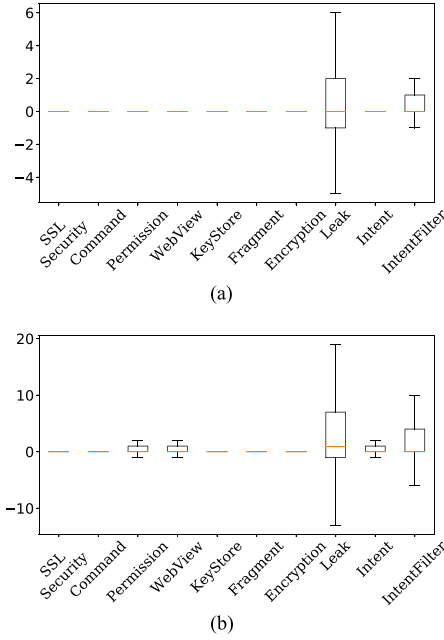 6
4
2
0
−2
−4
SSL
Security
Command
Permission
WebView
KeyStore
Fragment
Encryption
Leak
Intent
IntentFilter
(a)
20
10
0
−10
SSL
Security
Command
Permission
WebView
KeyStore
Fragment
Encryption
Leak
Intent
IntentFilter
(b)